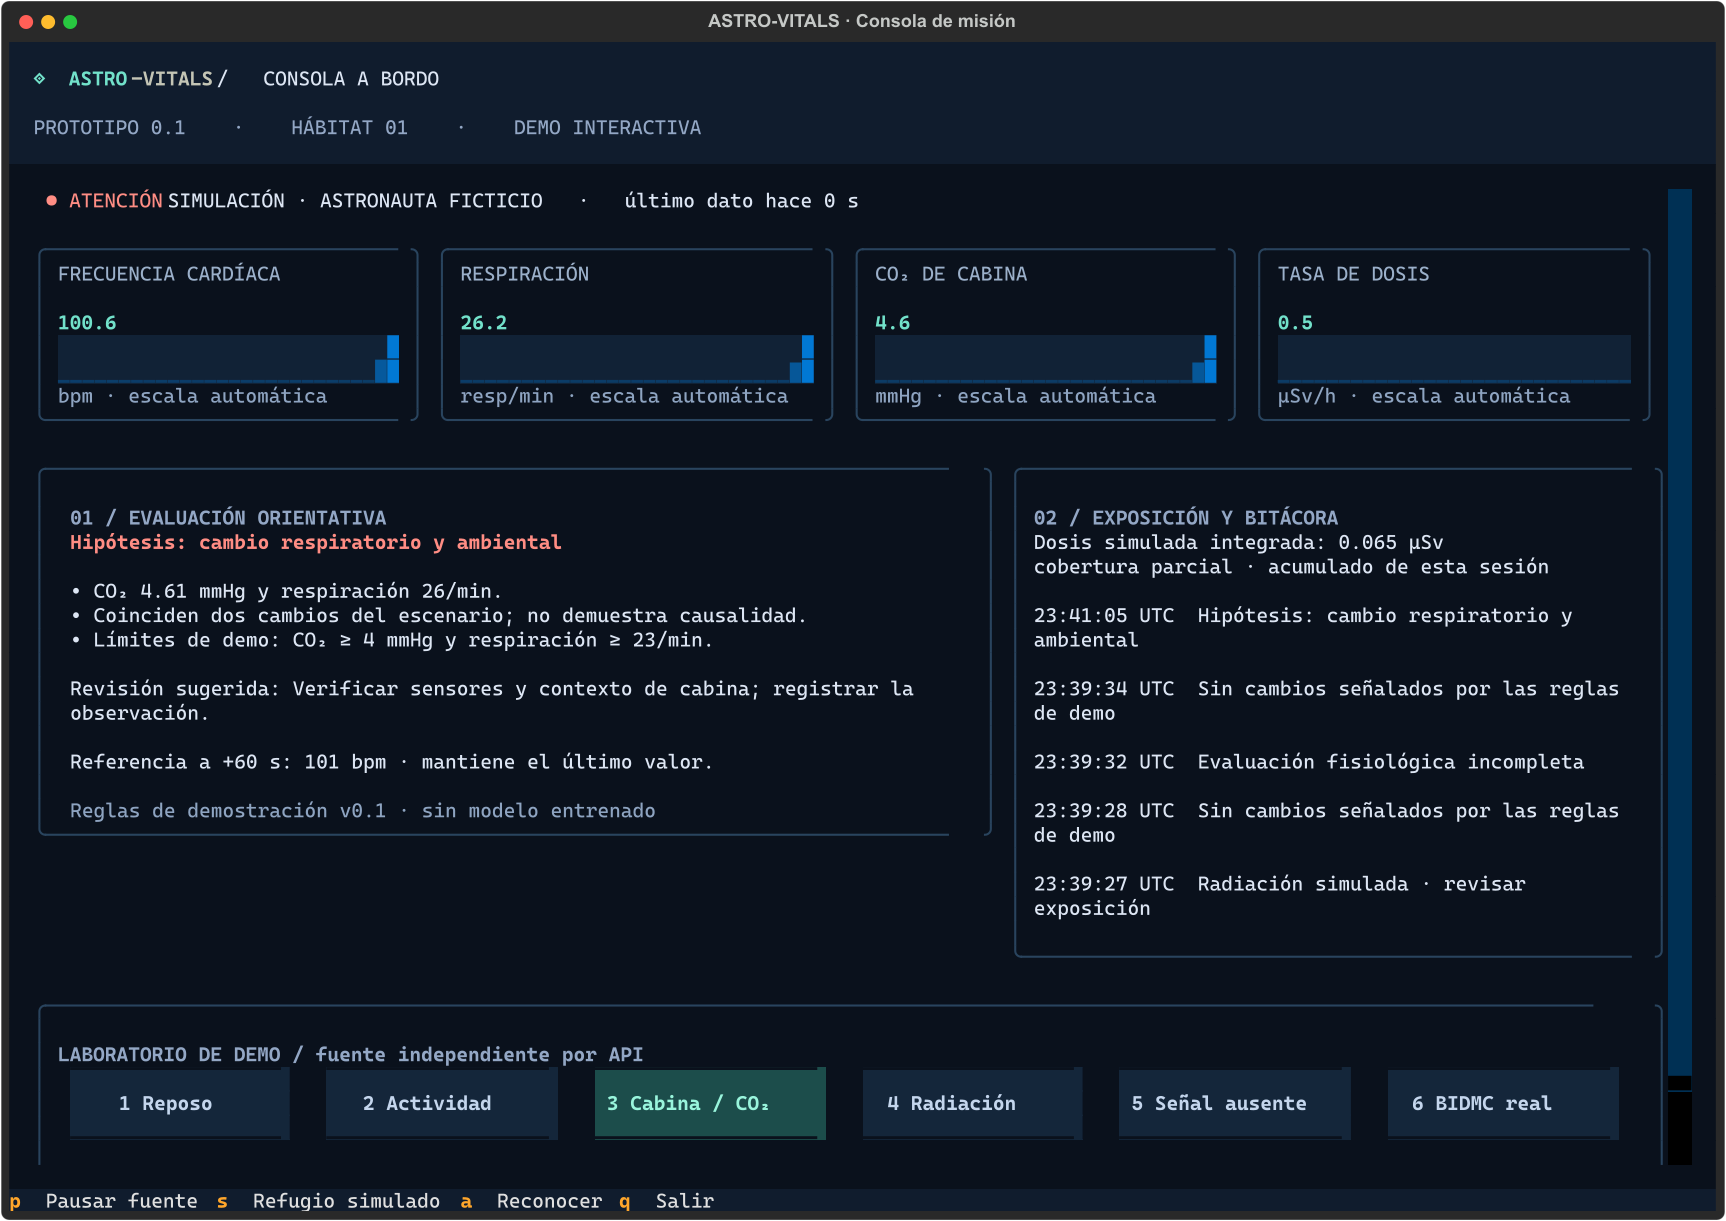 ASTRO-VITALS · Consola de misión
ASTRO-VITALS/ CONSOLA A BORDO
PROTOTIPO 0.1 · HÁBITAT 01 · DEMO INTERACTIVA
● ATENCIÓN SIMULACIÓN · ASTRONAUTA FICTICIO · último dato hace 0 s
FRECUENCIA CARDÍACA
100.6
bpm · escala automática
RESPIRACIÓN
26.2
resp/min · escala automática
CO₂ DE CABINA
4.6
mmHg · escala automática
TASA DE DOSIS
0.5
µSv/h · escala automática
01 / EVALUACIÓN ORIENTATIVA
Hipótesis: cambio respiratorio y ambiental
• CO₂ 4.61 mmHg y respiración 26/min.
• Coinciden dos cambios del escenario; no demuestra causalidad.
• Límites de demo: CO₂ ≥ 4 mmHg y respiración ≥ 23/min.
Revisión sugerida: Verificar sensores y contexto de cabina; registrar la
observación.
Referencia a +60 s: 101 bpm · mantiene el último valor.
Reglas de demostración v0.1 · sin modelo entrenado
02 / EXPOSICIÓN Y BITÁCORA
Dosis simulada integrada: 0.065 µSv
cobertura parcial · acumulado de esta sesión
23:41:05 UTC Hipótesis: cambio respiratorio y
ambiental
23:39:34 UTC Sin cambios señalados por las reglas
de demo
23:39:32 UTC Evaluación fisiológica incompleta
23:39:28 UTC Sin cambios señalados por las reglas
de demo
23:39:27 UTC Radiación simulada · revisar
exposición
LABORATORIO DE DEMO / fuente independiente por API
1 Reposo
2 Actividad
3 Cabina / CO₂
4 Radiación
5 Señal ausente
6 BIDMC real
p Pausar fuente s Refugio simulado a Reconocer q Salir